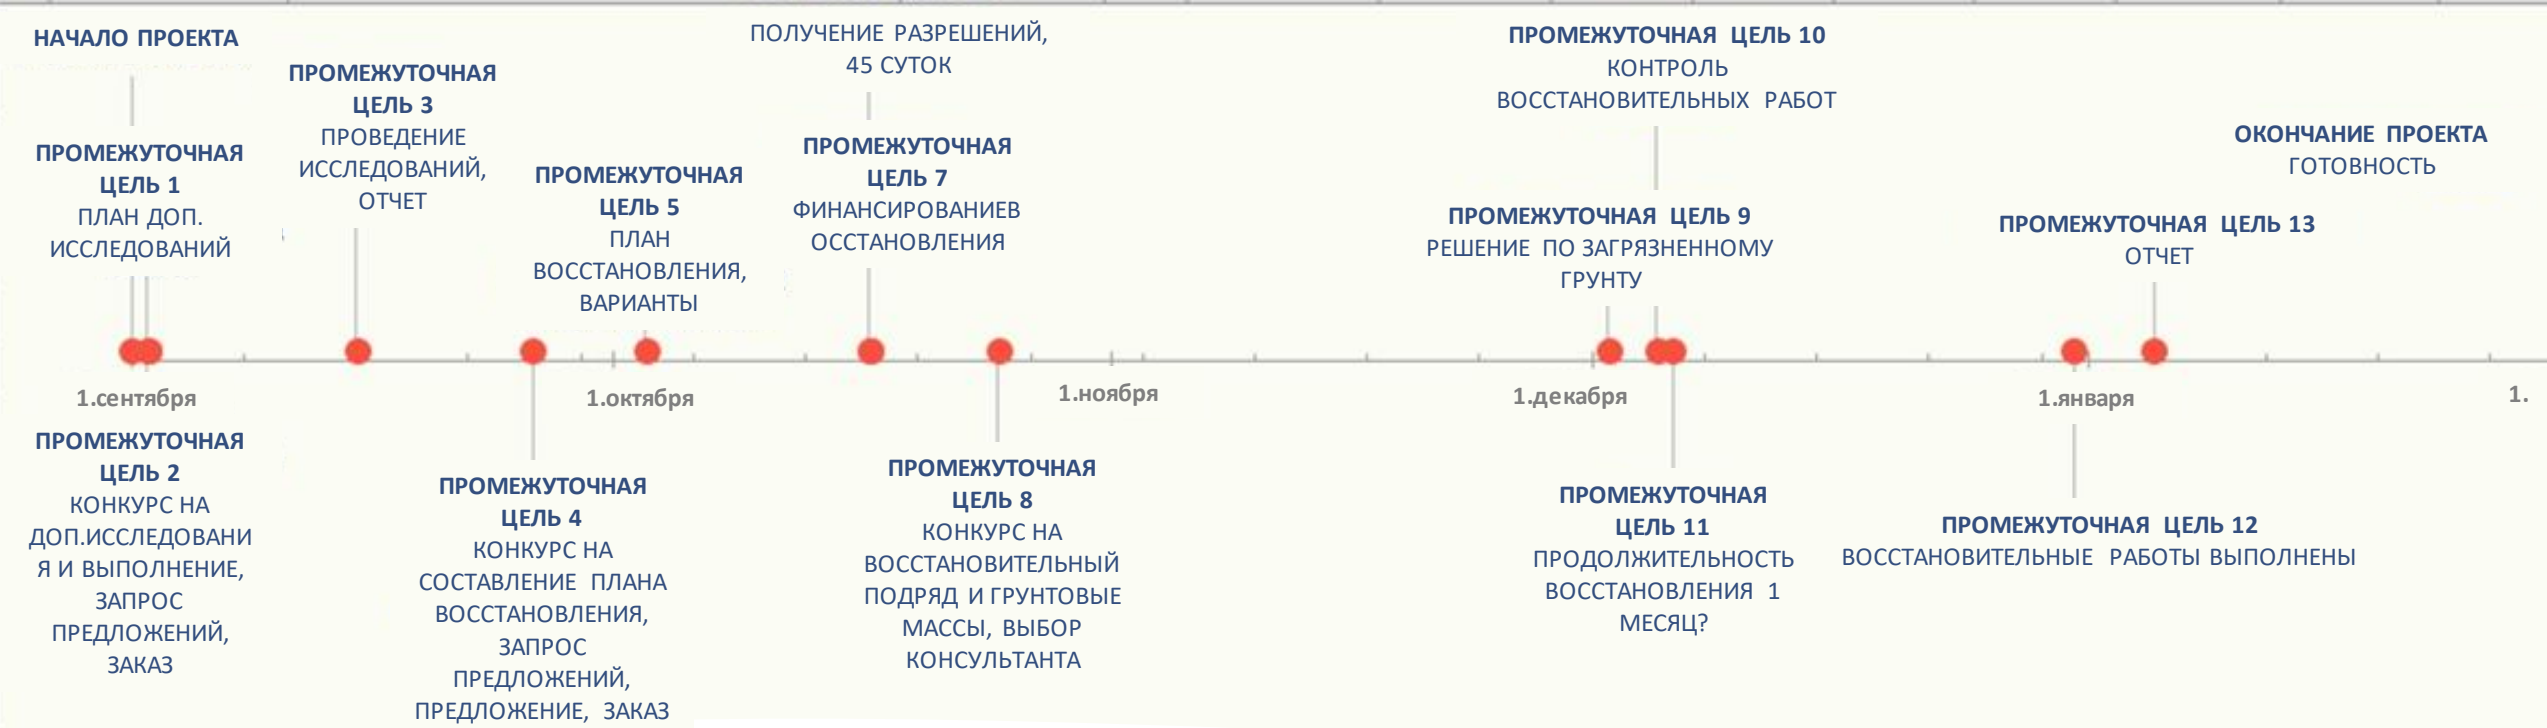 НАЧАЛО ПРОЕКТА
ПРОМЕЖУТОЧНАЯ
ЦЕЛЬ 1
ПЛАН ДОП.
ИССЛЕДОВАНИЙ
ПРОМЕЖУТОЧНАЯ
ЦЕЛЬ 3
ПРОВЕДЕНИЕ
ИССЛЕДОВАНИЙ,
ОТЧЕТ
ПРОМЕЖУТОЧНАЯ
ЦЕЛЬ 5
ПЛАН
ВОССТАНОВЛЕНИЯ,
ВАРИАНТЫ
ПОЛУЧЕНИЕ РАЗРЕШЕНИЙ,
45 СУТОК
ПРОМЕЖУТОЧНАЯ
ЦЕЛЬ 7
ФИНАНСИРОВАНИЕВ
ОССТАНОВЛЕНИЯ
ПРОМЕЖУТОЧНАЯ ЦЕЛЬ 10
КОНТРОЛЬ
ВОССТАНОВИТЕЛЬНЫХ РАБОТ
ПРОМЕЖУТОЧНАЯ ЦЕЛЬ 9
РЕШЕНИЕ ПО ЗАГРЯЗНЕННОМУ
ГРУНТУ
ОКОНЧАНИЕ ПРОЕКТА
ГОТОВНОСТЬ
ПРОМЕЖУТОЧНАЯ ЦЕЛЬ 13
ОТЧЕТ
1.сентября
1.октября
1.ноября
1.декабря
1.января
1.
ПРОМЕЖУТОЧНАЯ
ЦЕЛЬ 2
КОНКУРС НА
ДОП.ИССЛЕДОВАНИ
Я И ВЫПОЛНЕНИЕ,
ЗАПРОС
ПРЕДЛОЖЕНИЙ,
ЗАКАЗ
ПРОМЕЖУТОЧНАЯ
ЦЕЛЬ 4
КОНКУРС НА
СОСТАВЛЕНИЕ ПЛАНА
ВОССТАНОВЛЕНИЯ,
ЗАПРОС
ПРЕДЛОЖЕНИЙ,
ПРЕДЛОЖЕНИЕ, ЗАКАЗ
ПРОМЕЖУТОЧНАЯ
ЦЕЛЬ 8
КОНКУРС НА
ВОССТАНОВИТЕЛЬНЫЙ
ПОДРЯД И ГРУНТОВЫЕ
МАССЫ, ВЫБОР
КОНСУЛЬТАНТА
ПРОМЕЖУТОЧНАЯ
ЦЕЛЬ 11
ПРОДОЛЖИТЕЛЬНОСТЬ
ВОССТАНОВЛЕНИЯ 1
МЕСЯЦ?
ПРОМЕЖУТОЧНАЯ ЦЕЛЬ 12
ВОССТАНОВИТЕЛЬНЫЕ РАБОТЫ ВЫПОЛНЕНЫ